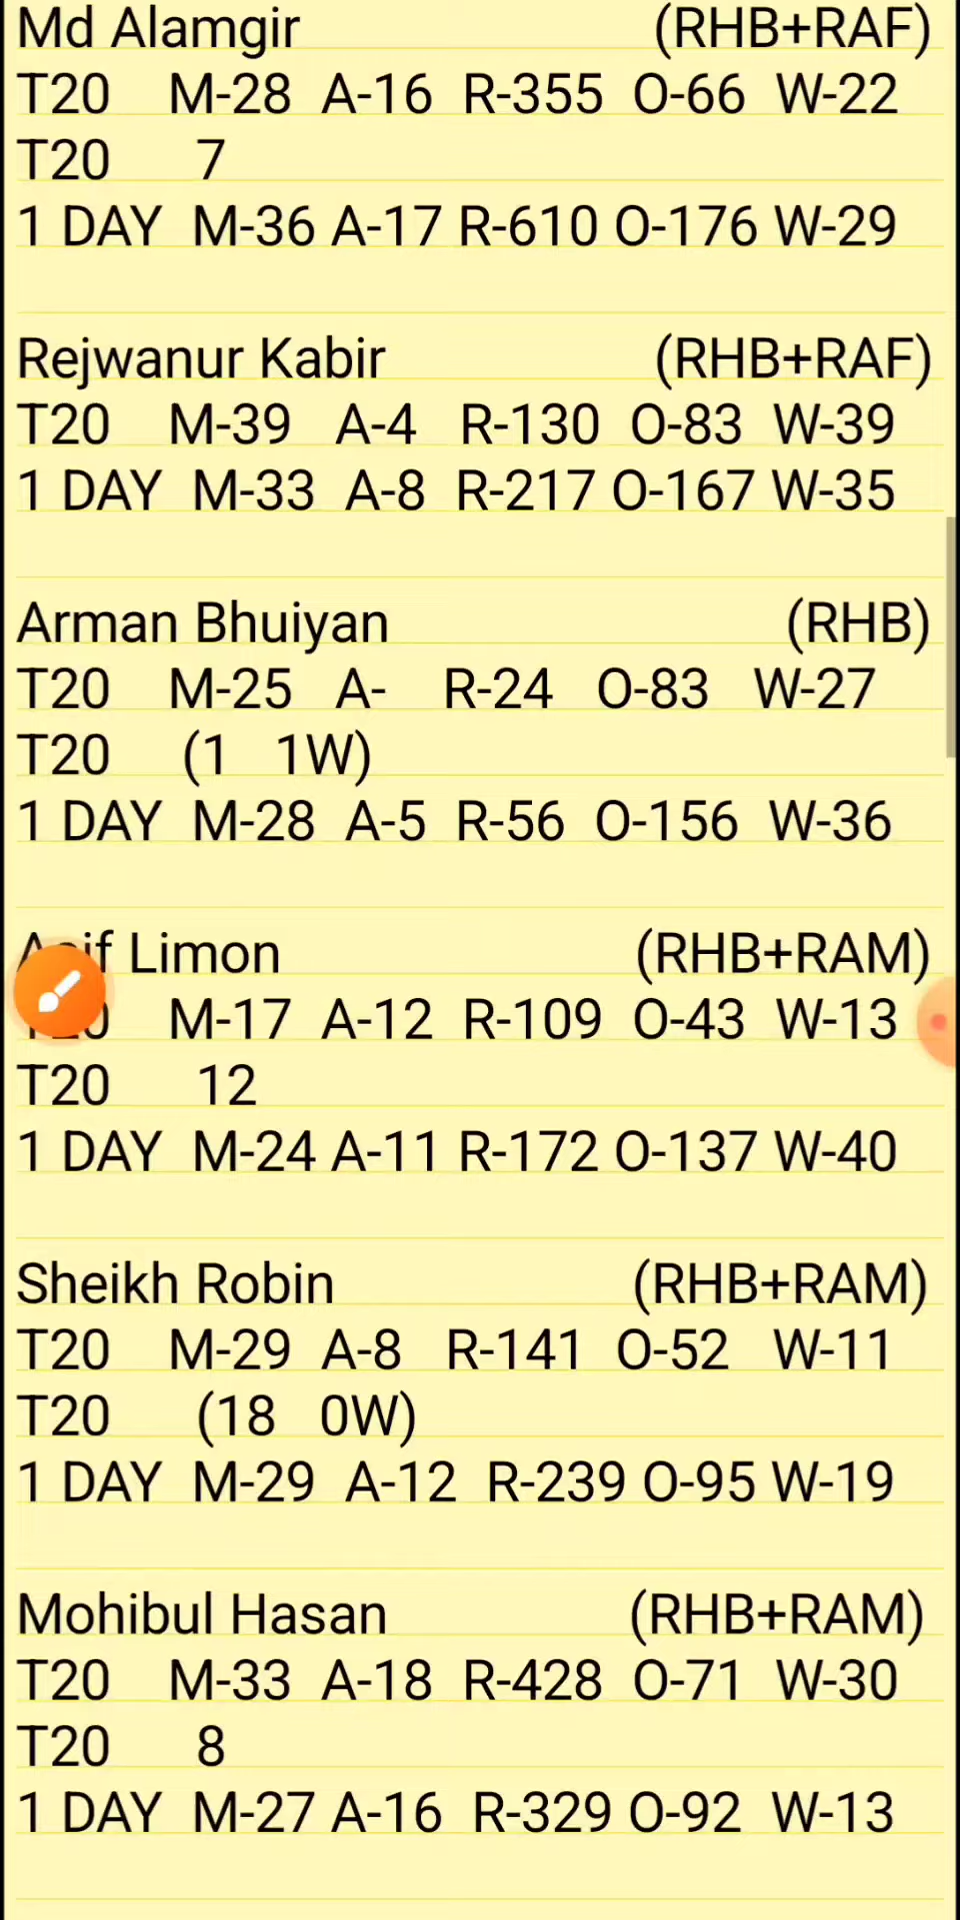 Md Alamgir (RHB+RAF)
T20 M-28 A-16 R-355 O-66 W-22
T20 7
1 DAY M-36 A-17 R-610 O-176 W-29
Rejwanur Kabir (RHB+RAF)
T20 M-39 A-4 R-130 O-83 W-39
1 DAY M-33 A-8 R-217 O-167 W-35
Arman Bhuiyan (RHB)
T20 M-25 A- R-24 O-83 W-27
T20 (1 1W)
1 DAY M-28 A-5 R-56 O-156 W-36
Limon (RHB+RAM)
M-17 A-12 R-109 O-43 W-13
T20 12
1 DAY M-24 A-11 R-172 O-137 W-40
Sheikh Robin (RHB+RAM)
T20 M-29 A-8 R-141 O-52 W-11
T20 (18 0W)
1 DAY M-29 A-12 R-239 O-95 W-19
Mohibul Hasan (RHB+RAM)
T20 M-33 A-18 R-428 O-71 W-30
T20 8
1 DAY M-27 A-16 R-329 O-92 W-13